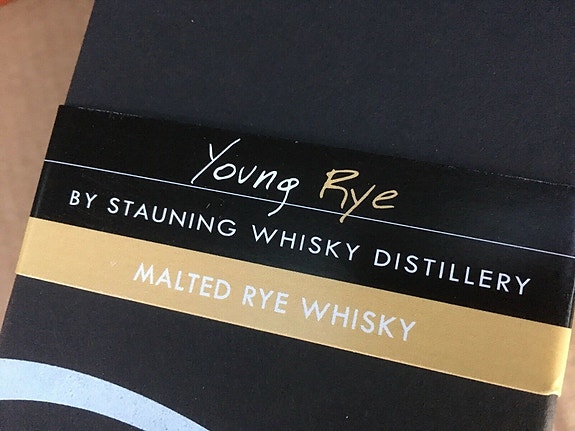 Young Rye
BY STAUNING WHISKY DISTILLERY
MALTED RYE WHISKY